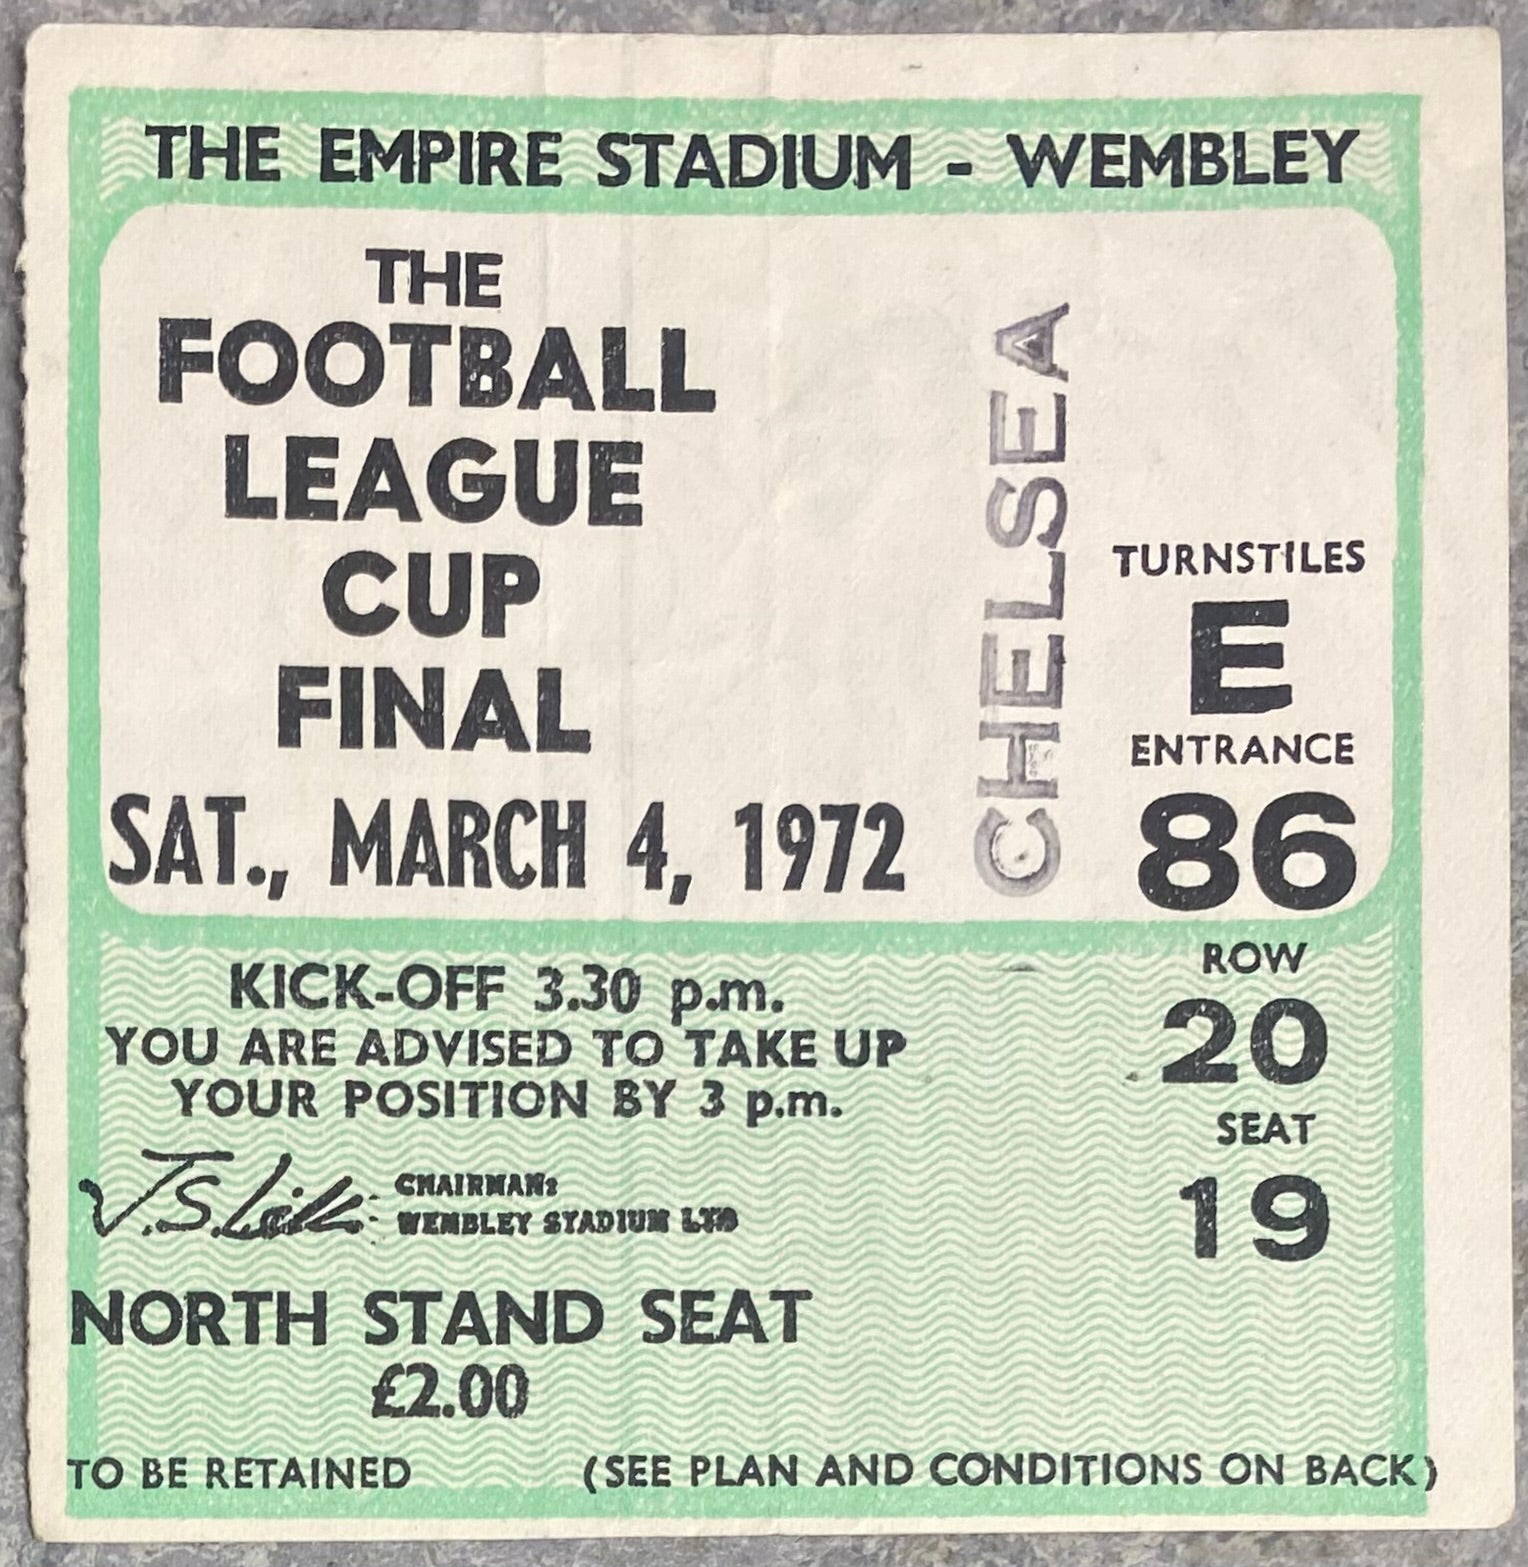 THE EMPIRE STADIUM - WEMBLEY
THE
FOOTBALL
LEAGUE
CUP
FINAL
SAT., MARCH 4, 1972
CHELSEA
TURNSTILES
E
ENTRANCE
86
ROW
20
SEAT
19
KICK-OFF 3.30 p.m.
YOU ARE ADVISED TO TAKE UP
YOUR POSITION BY 3 p.m.
CHAIRMAN:
WEMBLEY STADIUM LTD
NORTH STAND SEAT
£2.00
TO BE RETAINED (SEE PLAN AND CONDITIONS ON BACK)